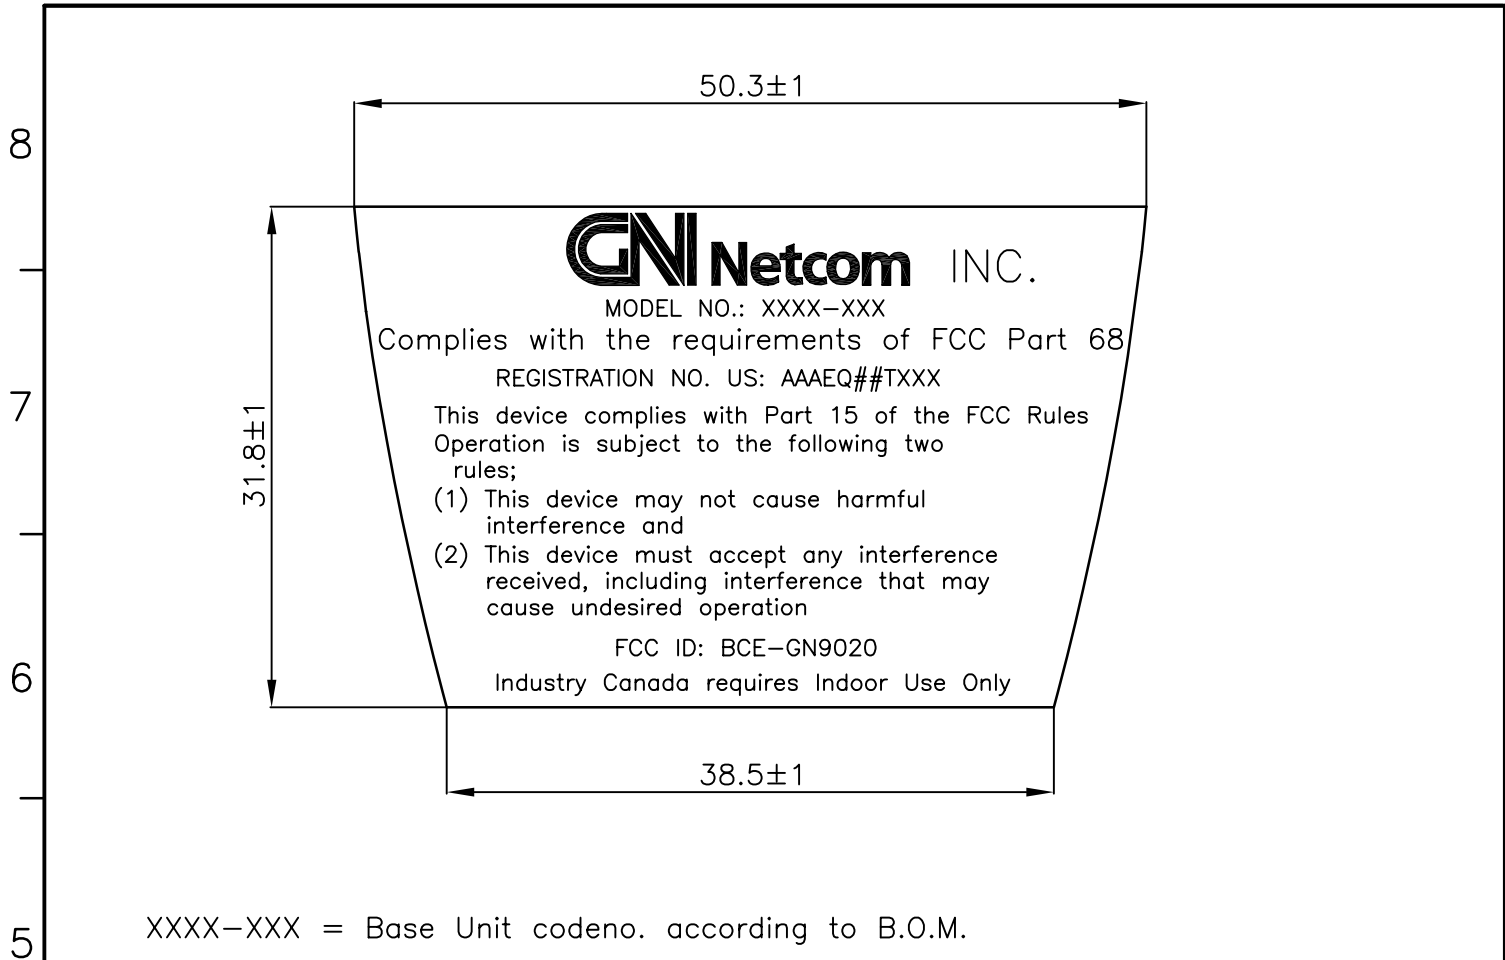 50.3±1
8
GN Netcom INC.
MODEL NO.: XXXX-XXX
Complies with the requirements of FCC Part 68
REGISTRATION NO. US: AAAEQ##TXXX
7
31.8±1
This device complies with Part 15 of the FCC Rules
Operation is subject to the following two
rules;
(1) This device may not cause harmful
interference and
(2) This device must accept any interference
received, including interference that may
cause undesired operation
FCC ID: BCE-GN9020
6
Industry Canada requires Indoor Use Only
38.5±1
XXXX-XXX = Base Unit codeno. according to B.O.M.
5